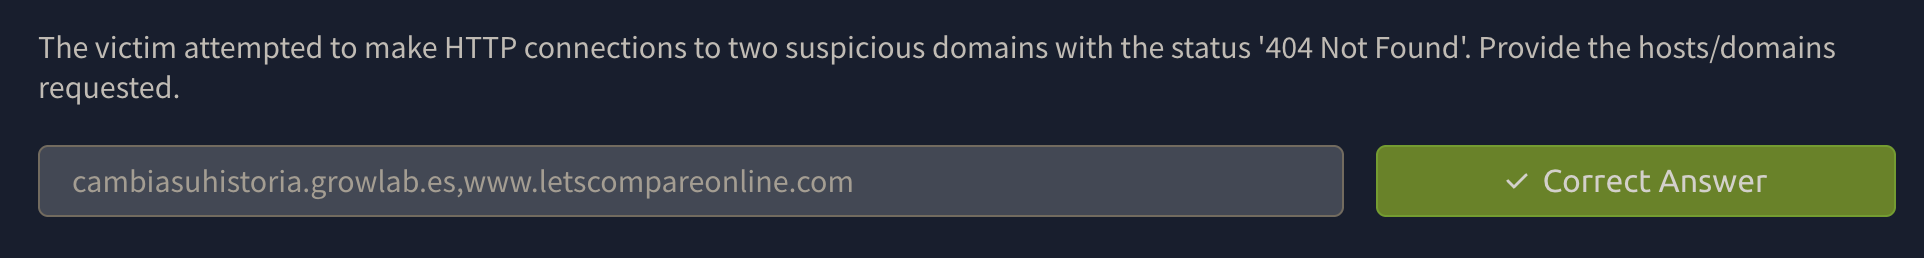 The victim attempted to make HTTP connections to two suspicious domains with the status '404 Not Found'. Provide the hosts/domains
requested.
cambiasuhistoria.growlab.es,www.letscompareonline.com
✓ Correct Answer